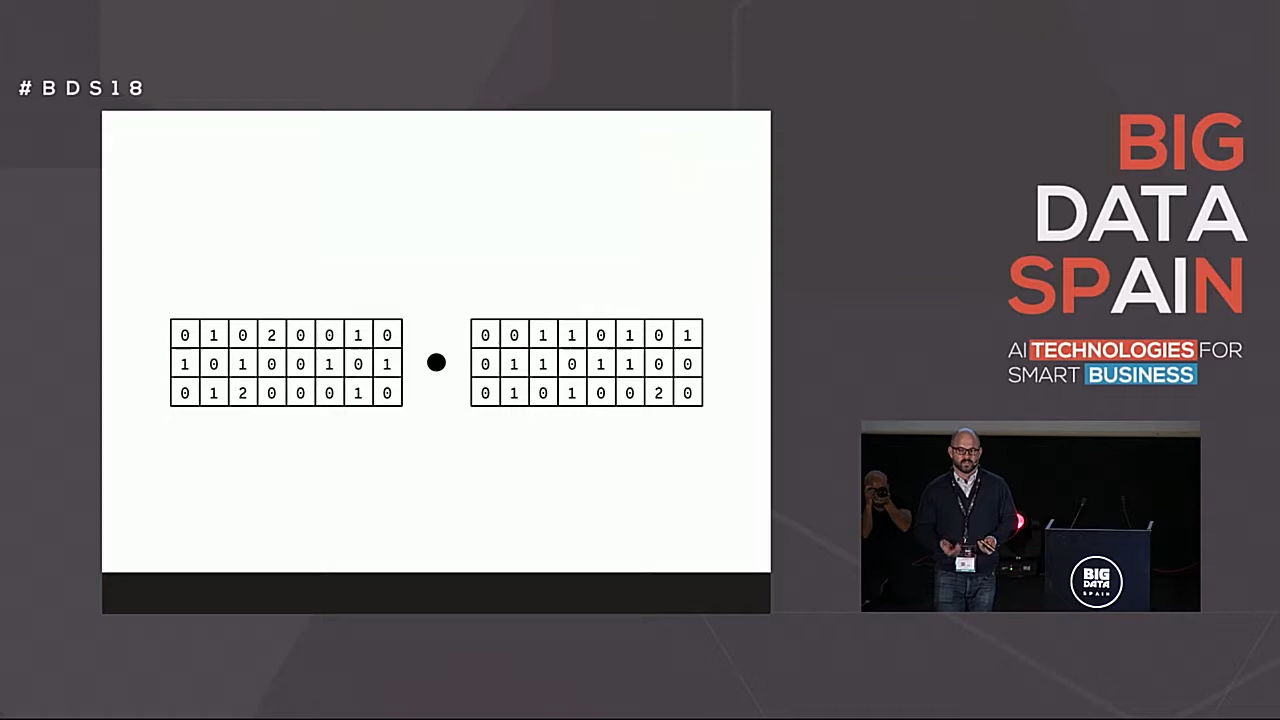 #BDS18
BIG
DATA
SPAIN
AI TECHNOLOGIES FOR
SMART BUSINESS
0 1 0 2 0 0 1 0
1 0 1 0 0 1 0 1
0 1 2 0 0 0 1 0
0 0 1 1 0 1 0 1
0 1 1 0 1 1 0 0
0 1 0 1 0 0 2 0
BIG
DATA
SPAIN